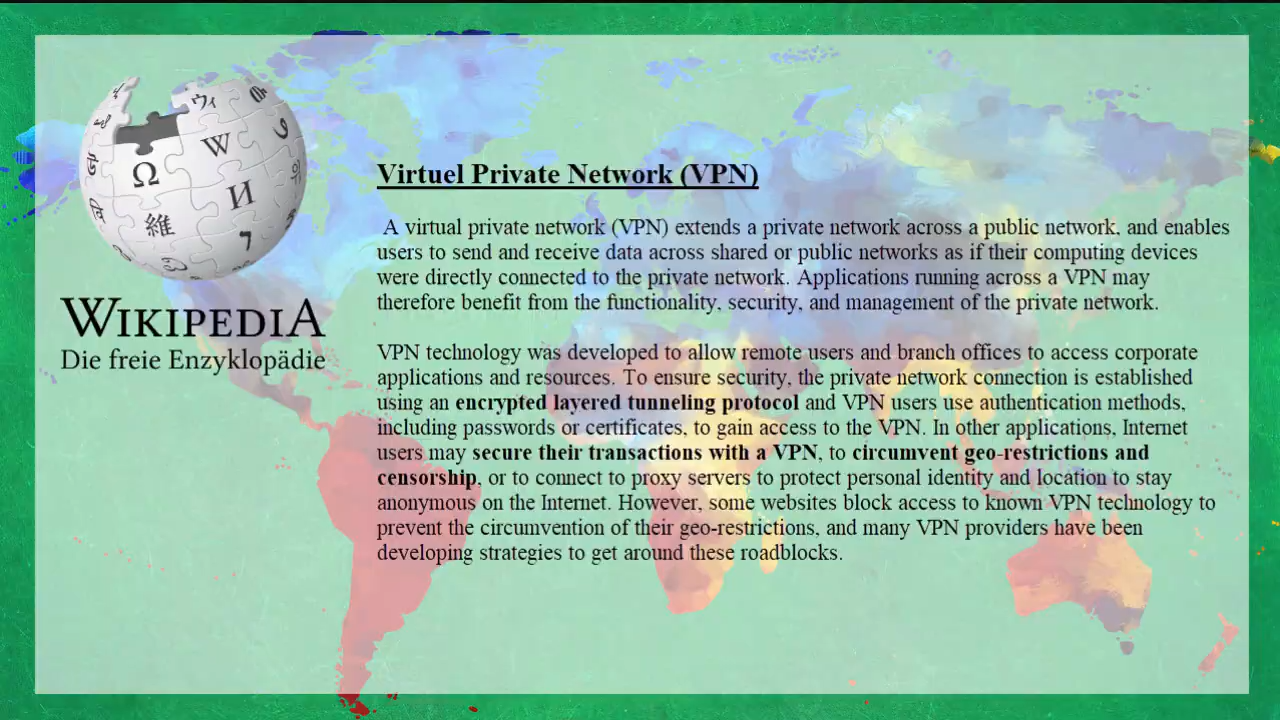 WIKIPEDIA
Die freie Enzyklopädie
Virtuel Private Network (VPN)
A virtual private network (VPN) extends a private network across a public network, and enables
users to send and receive data across shared or public networks as if their computing devices
were directly connected to the private network. Applications running across a VPN may
therefore benefit from the functionality, security, and management of the private network.
VPN technology was developed to allow remote users and branch offices to access corporate
applications and resources. To ensure security, the private network connection is established
using an encrypted layered tunneling protocol and VPN users use authentication methods,
including passwords or certificates, to gain access to the VPN. In other applications, Internet
users may secure their transactions with a VPN, to circumvent geo-restrictions and
censorship, or to connect to proxy servers to protect personal identity and location to stay
anonymous on the Internet. However, some websites block access to known VPN technology to
prevent the circumvention of their geo-restrictions, and many VPN providers have been
developing strategies to get around these roadblocks.